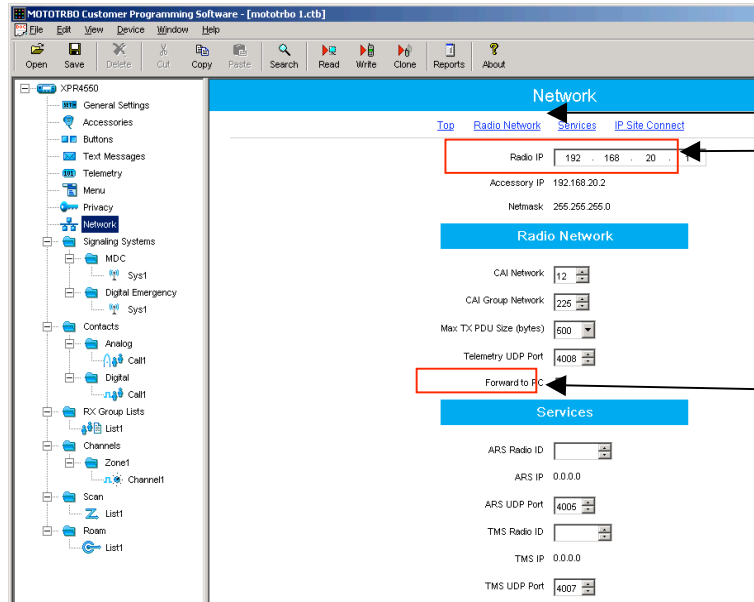 MOTOTRBO Customer Programming Software - [mototrbo 1.ctb]
File Edit View Device Window Help
Open Save Delete Cut Copy Paste Search Read Write Clone Reports About
XPR4550
General Settings
Accessories
Buttons
Text Messages
Telemetry
Menu
Privacy
Network
Signaling Systems
MDC
Sys1
Digital Emergency
Sys1
Contacts
Analog
Call1
Digital
Call1
RX Group Lists
List1
Channels
Zone1
Channel1
Scan
List1
Roam
List1
Network
Top Radio Network Services IP Site Connect
Radio IP 192 . 168 . 20 . 1
Accessory IP 192.168.20.2
Netmask 255.255.255.0
Radio Network
CAI Network 12
CAI Group Network 225
Max TX PDU Size (bytes) 600
Telemetry UDP Port 4008
Forward to PC
Services
ARS Radio ID
ARS IP 0.0.0.0
ARS UDP Port 4005
TMS Radio ID
TMS IP 0.0.0.0
TMS UDP Port 4007